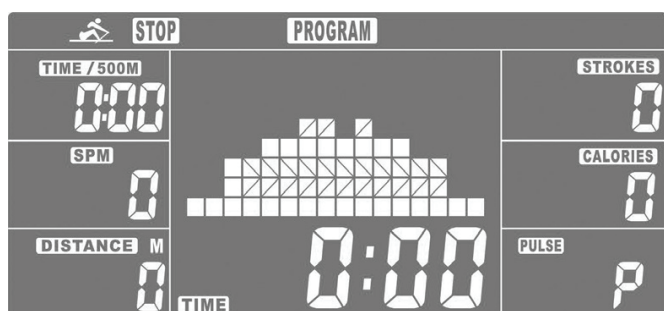 STOP PROGRAM
TIME / 500M
0:00
SPM
0
DISTANCE M
0
TIME 0:00
STROKES
0
CALORIES
0
PULSE
P